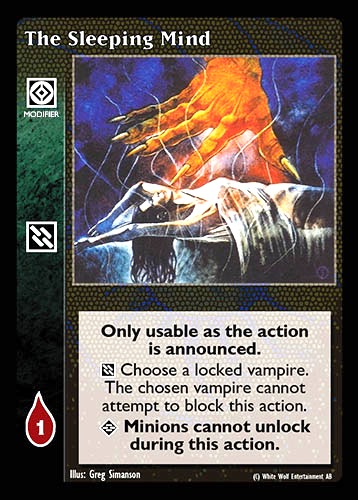 The Sleeping Mind
MODIFIER
Only usable as the action
is announced.
Choose a locked vampire.
The chosen vampire cannot
attempt to block this action.
Minions cannot unlock
during this action.
1
Illus: Greg Simanson
(C) White Wolf Entertainment AB